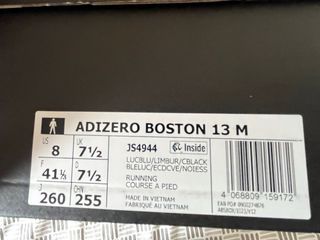 ADIZERO BOSTON 13 M
US 8 UK 7½ JS4944 Inside
F 41⅓ D 7½ LUCBLU/LIMBUR/CBLACK
BLELUC/ECDCVE/NOIESS
RUNNING
COURSE A PIED
J 260 CHN 255 MADE IN VIETNAM
FABRIQUÉ AU VIETNAM
4 068809 159172